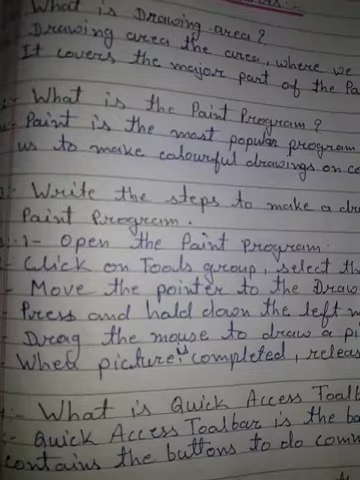 What is Drawing area?
Drawing area the area, where we
It covers the major part of the Pa
What is the Paint Program?
Paint is the most popular program
us to make colourful drawings on co
Write the steps to make a dra
Paint Program.
1- Open the Paint Program.
Click on Tools group, select th
Move the pointer to the Draw
Press and hold down the left m
Drag the mouse to draw a pi
When picture is completed, releas
What is Quick Access Toolb
Quick Access Toolbar is the ba
contains the buttons to do comm